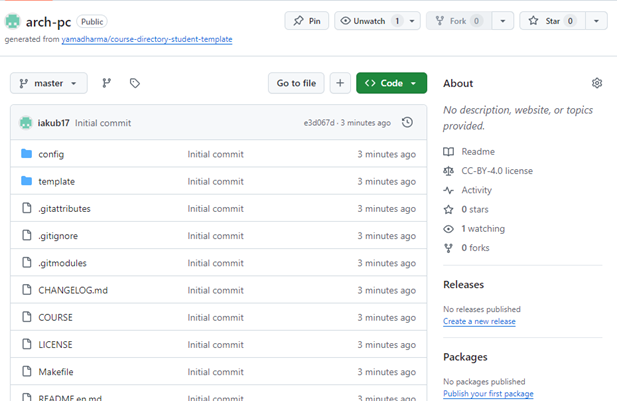 arch-pc Public
Pin
Unwatch 1
Fork 0
Star 0
generated from yamadharma/course-directory-student-template
master
Go to file
Code
iakub17 Initial commit e3d067d · 3 minutes ago
config Initial commit 3 minutes ago
template Initial commit 3 minutes ago
.gitattributes Initial commit 3 minutes ago
.gitignore Initial commit 3 minutes ago
.gitmodules Initial commit 3 minutes ago
CHANGELOG.md Initial commit 3 minutes ago
COURSE Initial commit 3 minutes ago
LICENSE Initial commit 3 minutes ago
Makefile Initial commit 3 minutes ago
README.en.md Initial commit 3 minutes ago
About
No description, website, or topics
provided.
Readme
CC-BY-4.0 license
Activity
0 stars
1 watching
0 forks
Releases
No releases published
Create a new release
Packages
No packages published
Publish your first package